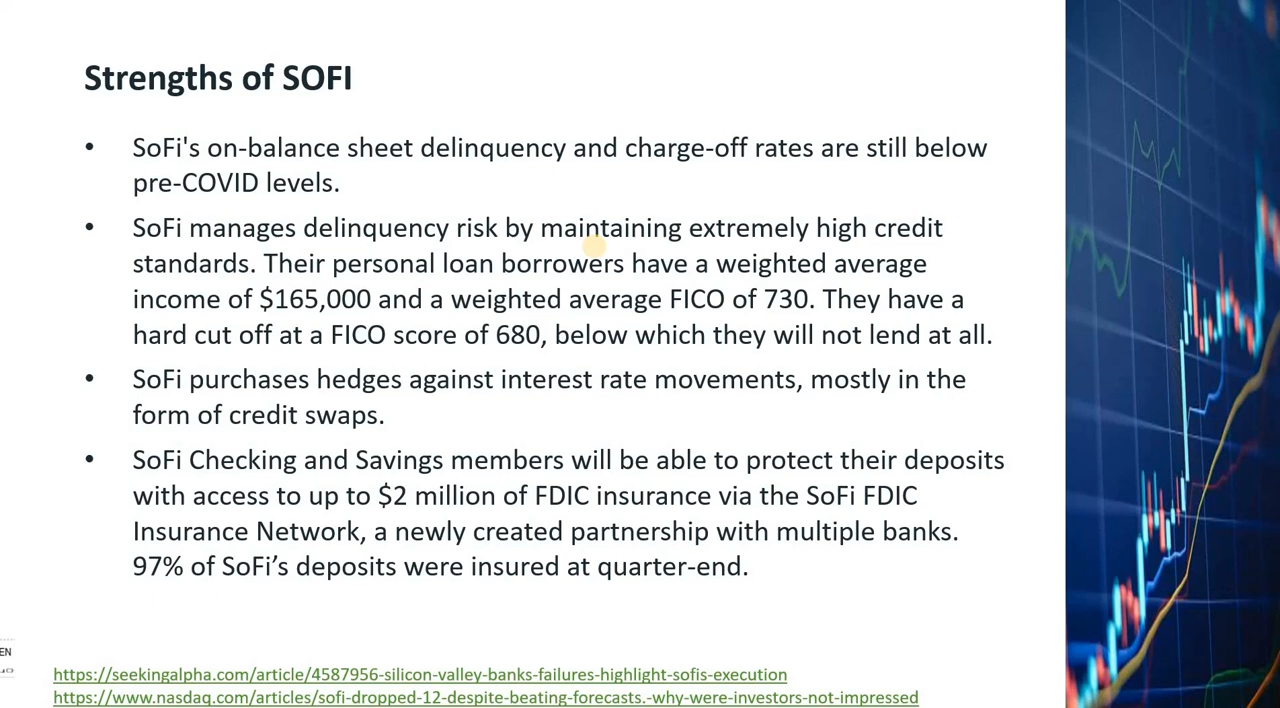 Strengths of SOFI
• SoFi's on-balance sheet delinquency and charge-off rates are still below
pre-COVID levels.
• SoFi manages delinquency risk by maintaining extremely high credit
standards. Their personal loan borrowers have a weighted average
income of $165,000 and a weighted average FICO of 730. They have a
hard cut off at a FICO score of 680, below which they will not lend at all.
• SoFi purchases hedges against interest rate movements, mostly in the
form of credit swaps.
• SoFi Checking and Savings members will be able to protect their deposits
with access to up to $2 million of FDIC insurance via the SoFi FDIC
Insurance Network, a newly created partnership with multiple banks.
97% of SoFi’s deposits were insured at quarter-end.
EN
https://seekingalpha.com/article/4587956-silicon-valley-banks-failures-highlight-sofis-execution
https://www.nasdaq.com/articles/sofi-dropped-12-despite-beating-forecasts.-why-were-investors-not-impressed